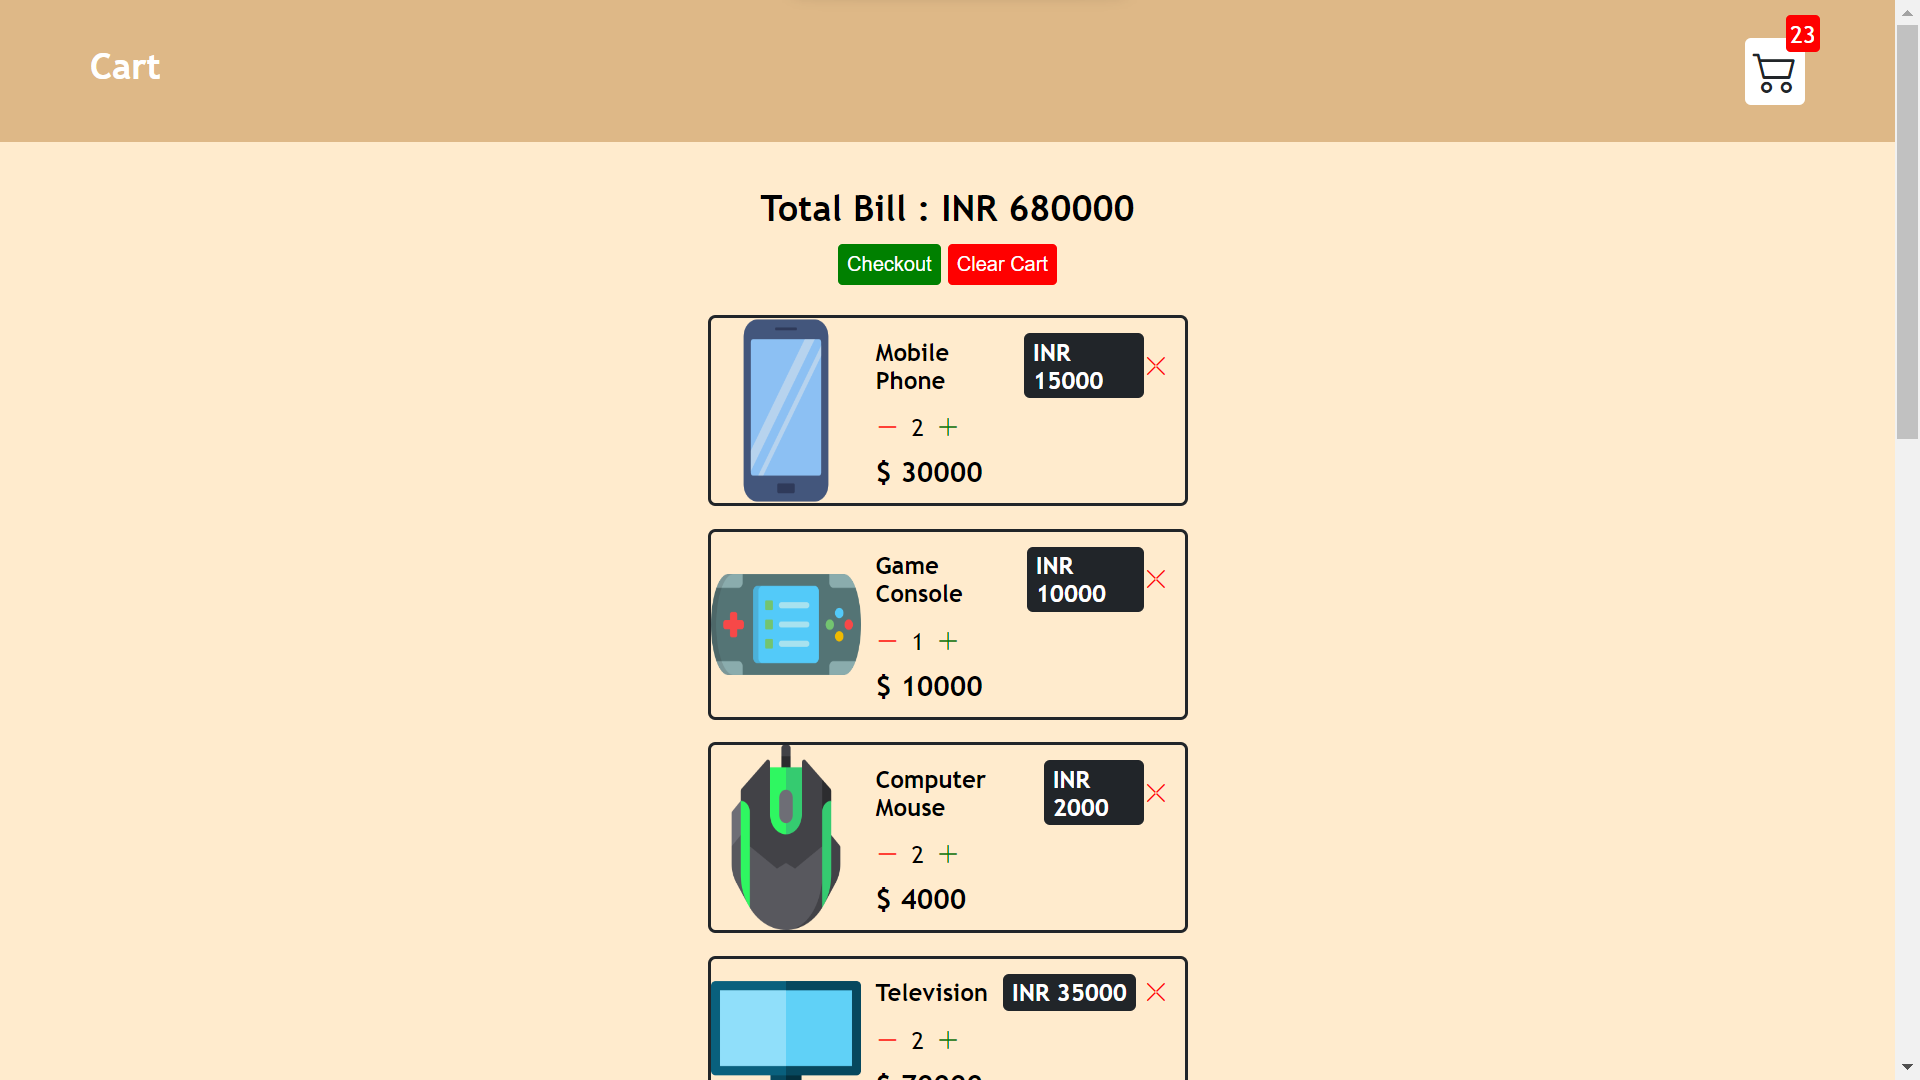 Cart
23
Total Bill : INR 680000
Checkout Clear Cart
Mobile
Phone
INR
15000
2
$ 30000
Game
Console
INR
10000
1
$ 10000
Computer
Mouse
INR
2000
2
$ 4000
Television INR 35000
2
$ 70000